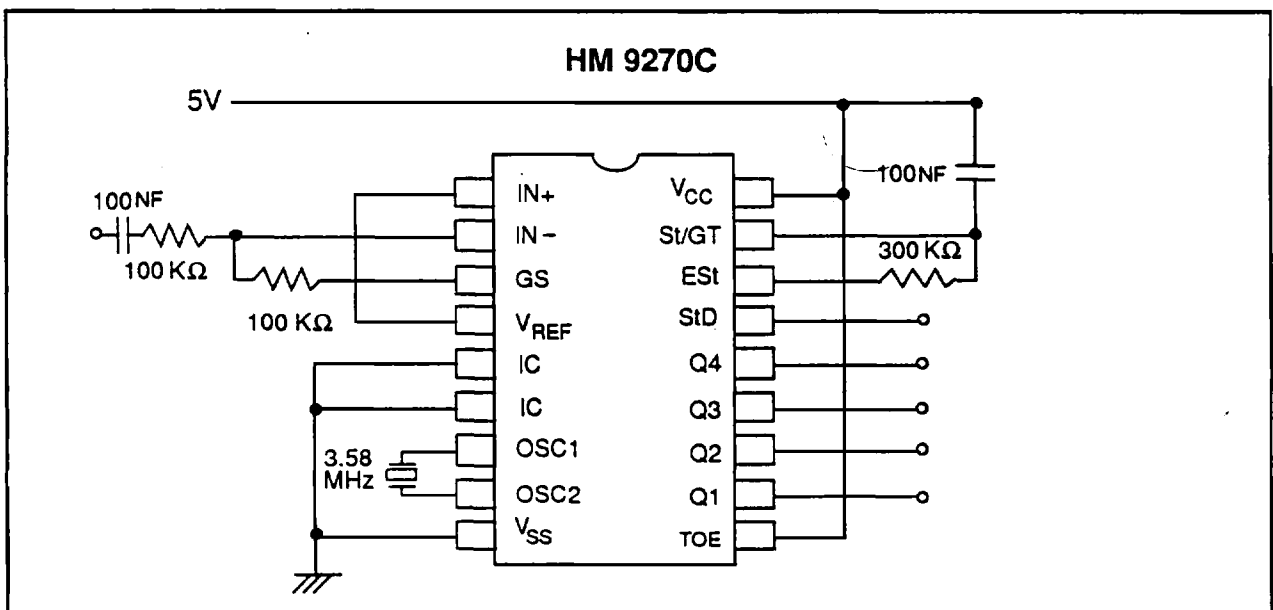 HM 9270C
5V
100NF
100 KΩ
100 KΩ
IN+
IN−
GS
VREF
IC
IC
OSC1
OSC2
VSS
3.58
MHz
VCC
St/GT
ESt
StD
Q4
Q3
Q2
Q1
TOE
100NF
300 KΩ